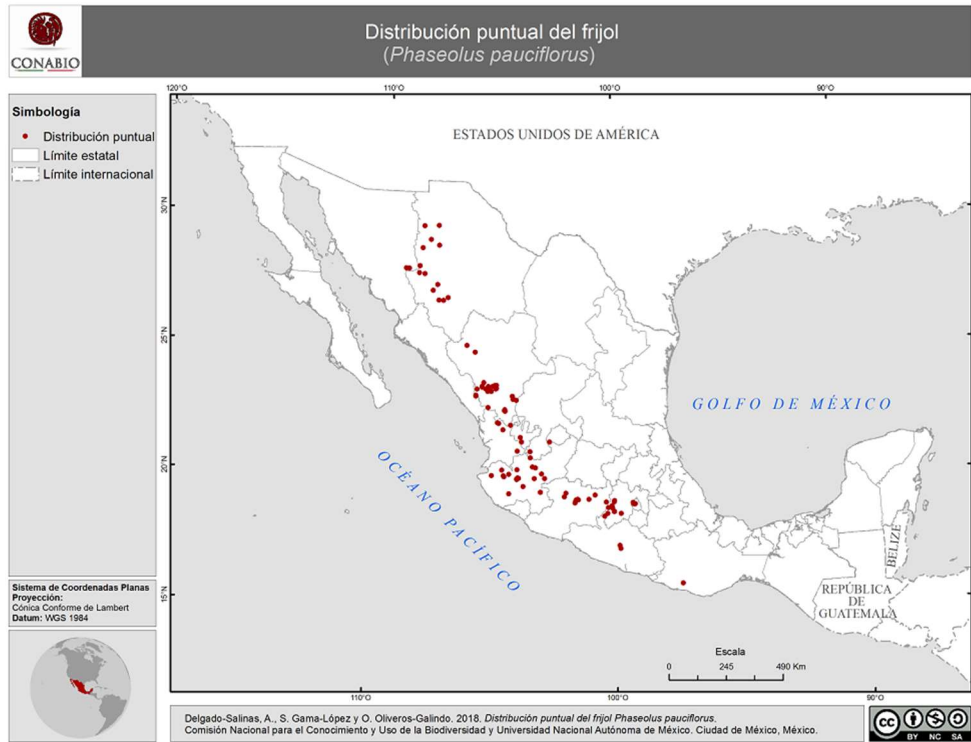 CONABIO
Distribución puntual del frijol
(Phaseolus pauciflorus)
Simbología
Distribución puntual
Límite estatal
Límite internacional
120°O
110°O
100°O
90°O
ESTADOS UNIDOS DE AMÉRICA
30°N
25°N
20°N
15°N
GOLFO DE MÉXICO
OCÉANO PACÍFICO
BELIZE
REPÚBLICA
DE
GUATEMALA
Escala
0 245 490 Km
110°O
100°O
90°O
Sistema de Coordenadas Planas
Proyección:
Cónica Conforme de Lambert
Datum: WGS 1984
Delgado-Salinas, A., S. Gama-López y O. Oliveros-Galindo. 2018. Distribución puntual del frijol Phaseolus pauciflorus.
Comisión Nacional para el Conocimiento y Uso de la Biodiversidad y Universidad Nacional Autónoma de México. Ciudad de México, México.
cc
BY NC SA